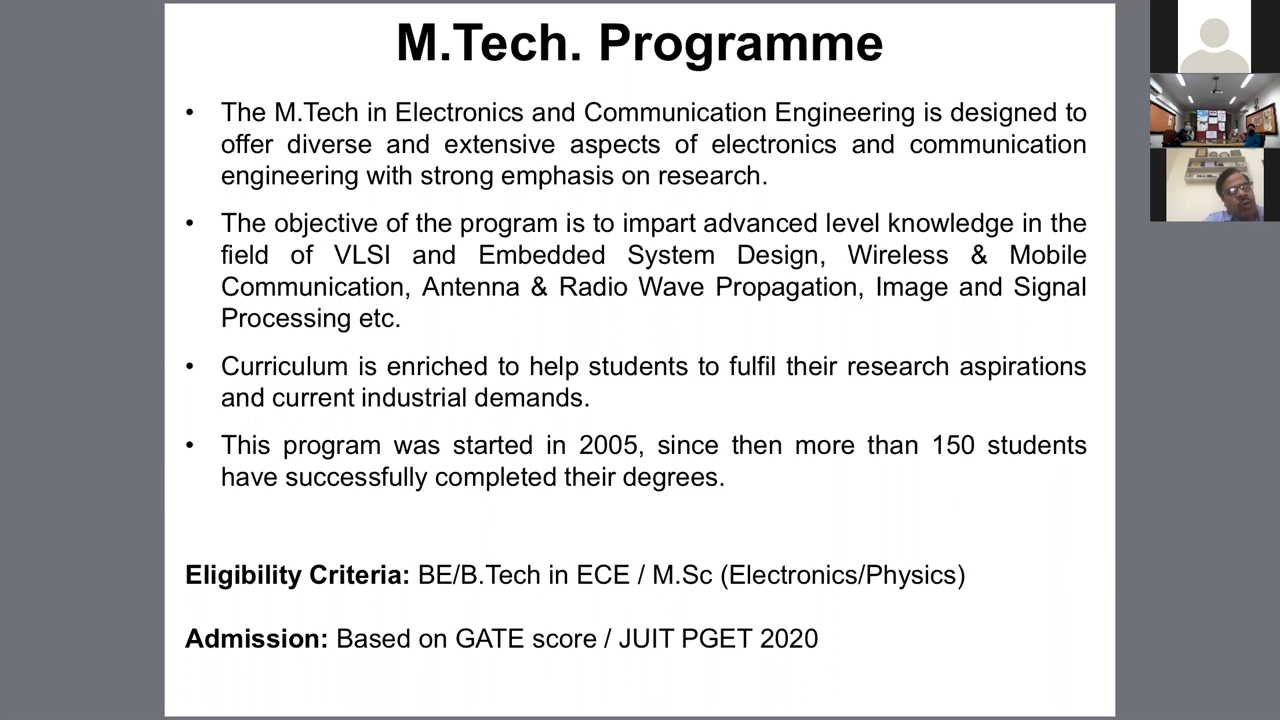 M.Tech. Programme
• The M.Tech in Electronics and Communication Engineering is designed to
offer diverse and extensive aspects of electronics and communication
engineering with strong emphasis on research.
• The objective of the program is to impart advanced level knowledge in the
field of VLSI and Embedded System Design, Wireless & Mobile
Communication, Antenna & Radio Wave Propagation, Image and Signal
Processing etc.
• Curriculum is enriched to help students to fulfil their research aspirations
and current industrial demands.
• This program was started in 2005, since then more than 150 students
have successfully completed their degrees.
Eligibility Criteria: BE/B.Tech in ECE / M.Sc (Electronics/Physics)
Admission: Based on GATE score / JUIT PGET 2020